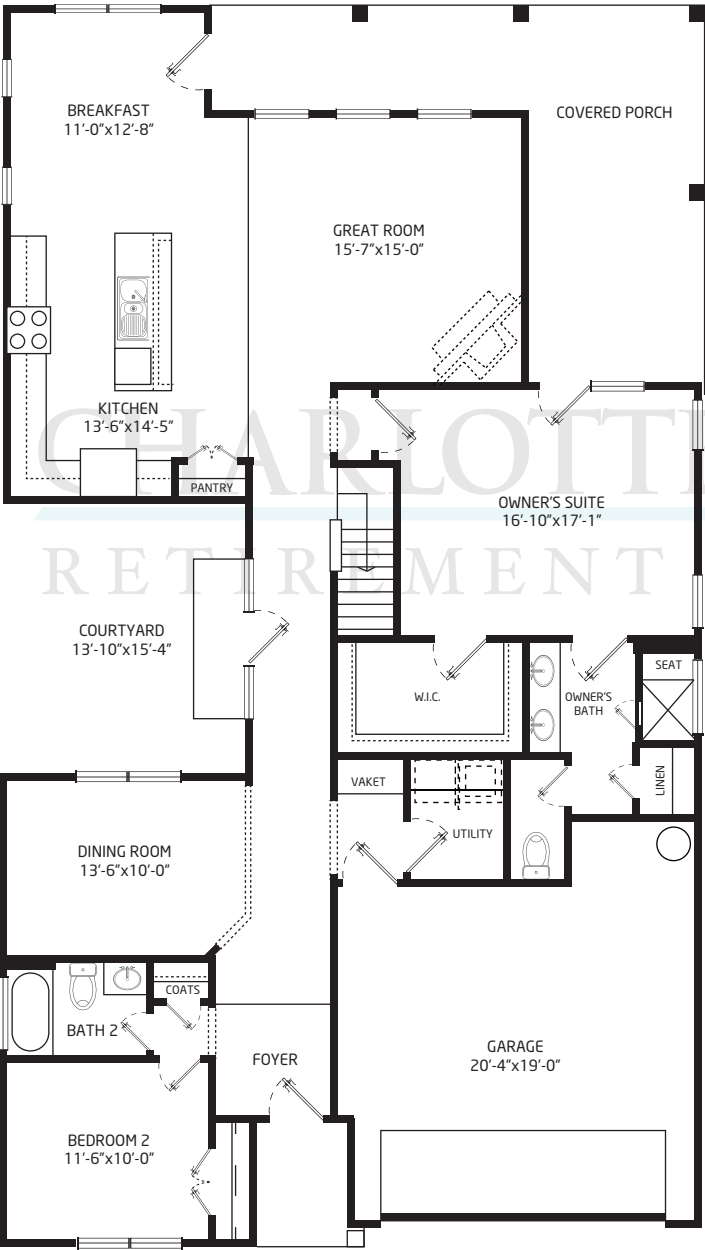 BREAKFAST
11'-0"x12'-8"
COVERED PORCH
GREAT ROOM
15'-7"x15'-0"
KITCHEN
13'-6"x14'-5"
CHARLOTTE
PANTRY
OWNER'S SUITE
16'-10"x17'-1"
RETIREMENT
COURTYARD
13'-10"x15'-4"
SEAT
W.I.C.
OWNER'S
BATH
LINEN
VAKET
UTILITY
DINING ROOM
13'-6"x10'-0"
COATS
BATH 2
FOYER
GARAGE
20'-4"x19'-0"
BEDROOM 2
11'-6"x10'-0"